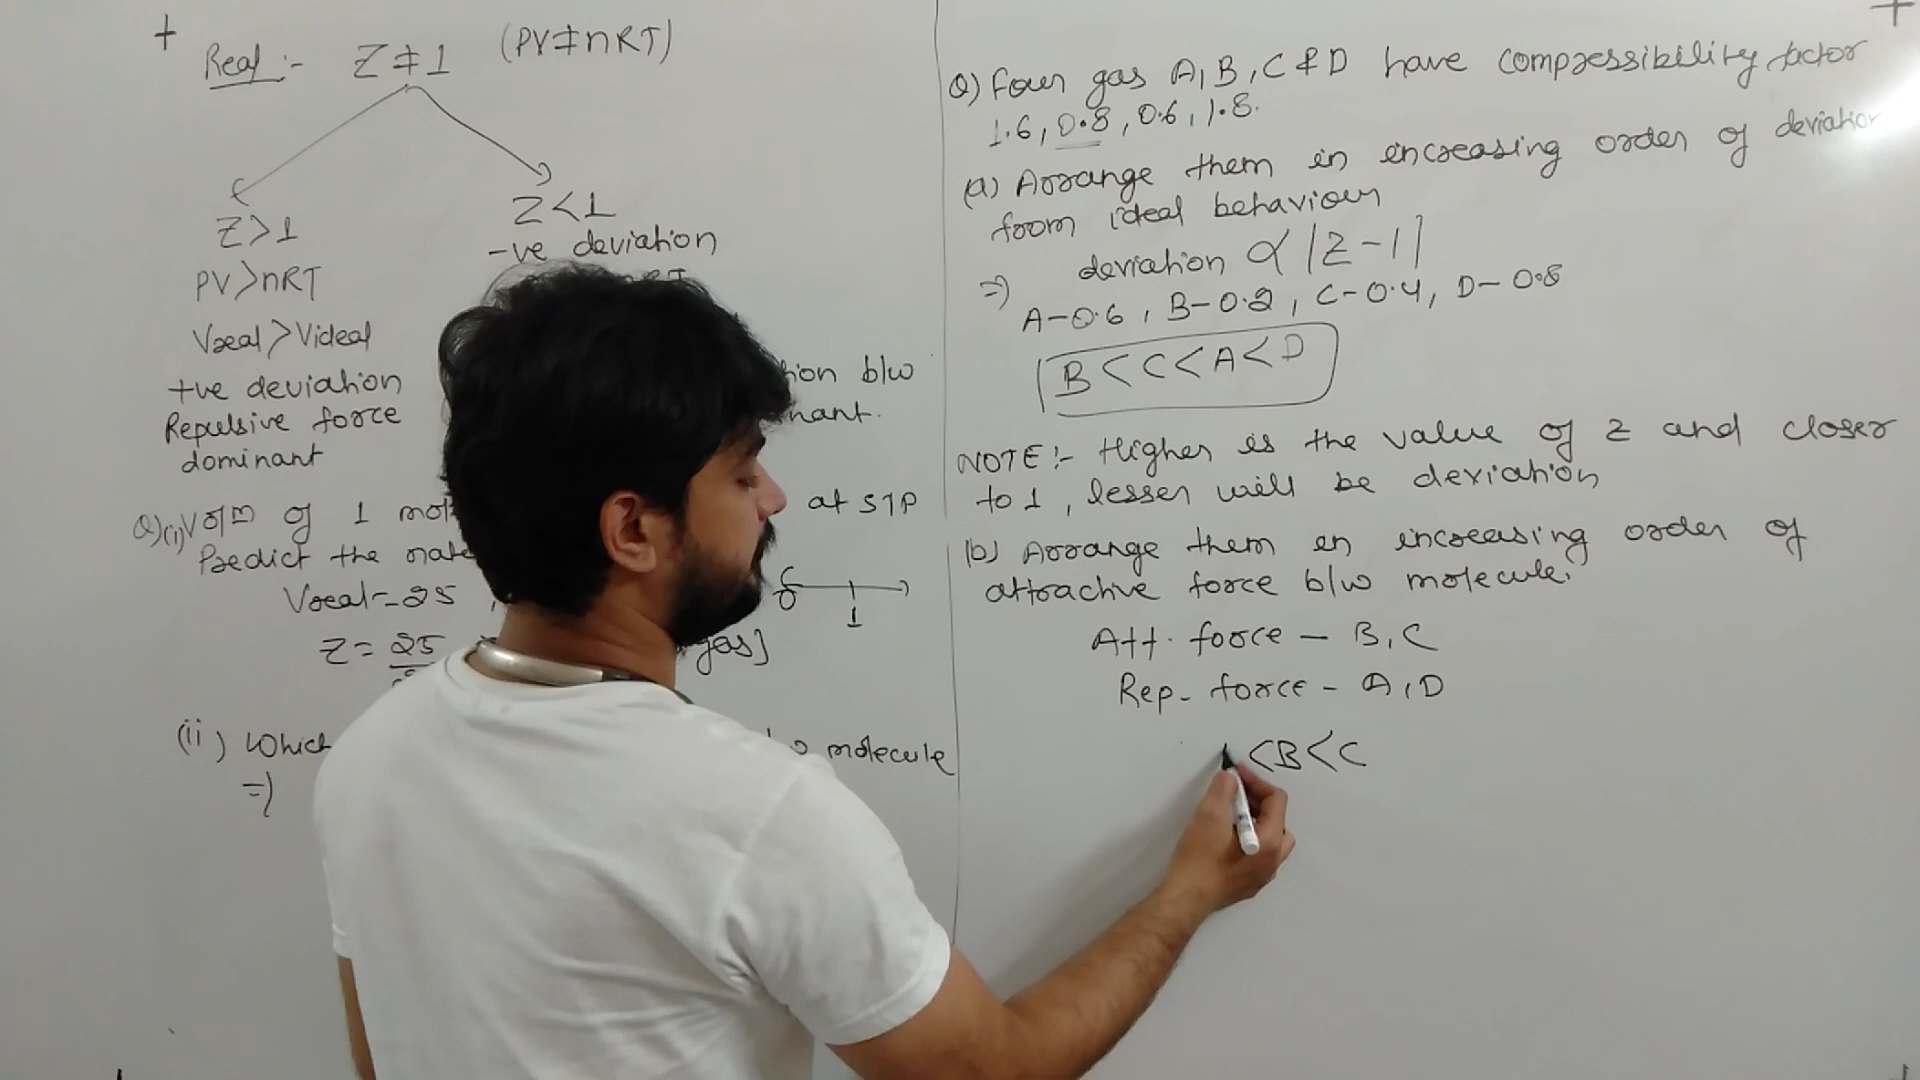 Real :- Z ≠ 1 (PV ≠ nRT)
Z>1
PV>nRT
Vreal>Videal
+ve deviation
Repulsive force
dominant
Z<1
-ve deviation
b/w
Q)(i) Vol^m of 1 at STP
Predict the
Vreal = 25
1
Z = 25 gas]
(ii) Which molecule
=)
Q) Four gas A, B, C & D have compressibility factor
1.6, 0.8, 0.6, 1.8.
(a) Arrange them in increasing order of deviation
from ideal behaviour
=) deviation ∝ |Z-1|
A-0.6, B-0.2, C-0.4, D-0.8
B<C<A<D
NOTE :- Higher is the value of Z and closer
to 1, lesser will be deviation
(b) Arrange them in increasing order of
attractive force b/w molecule.
Att. force - B, C
Rep. force - A, D
<B<C